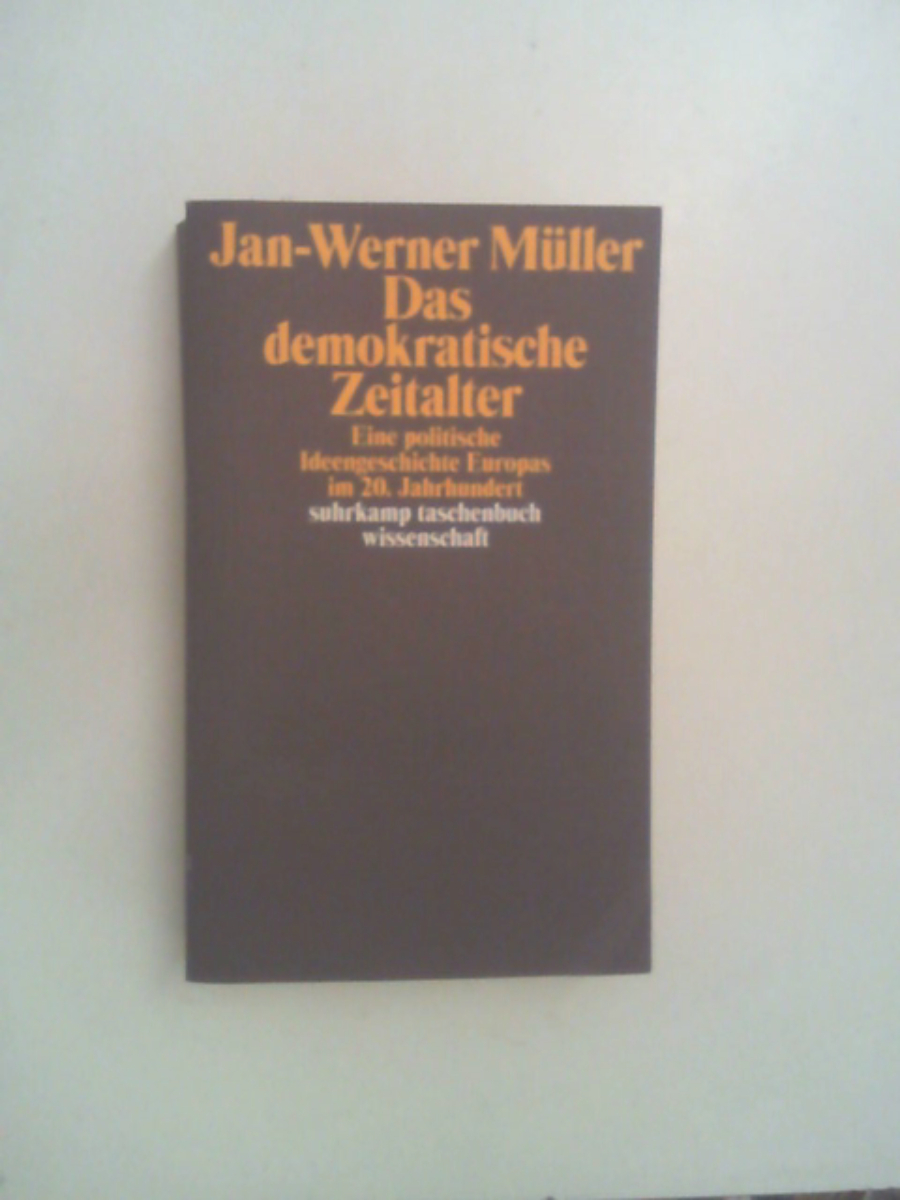 Jan-Werner Müller
Das
demokratische
Zeitalter
Eine politische
Ideengeschichte Europas
im 20. Jahrhundert
suhrkamp taschenbuch
wissenschaft